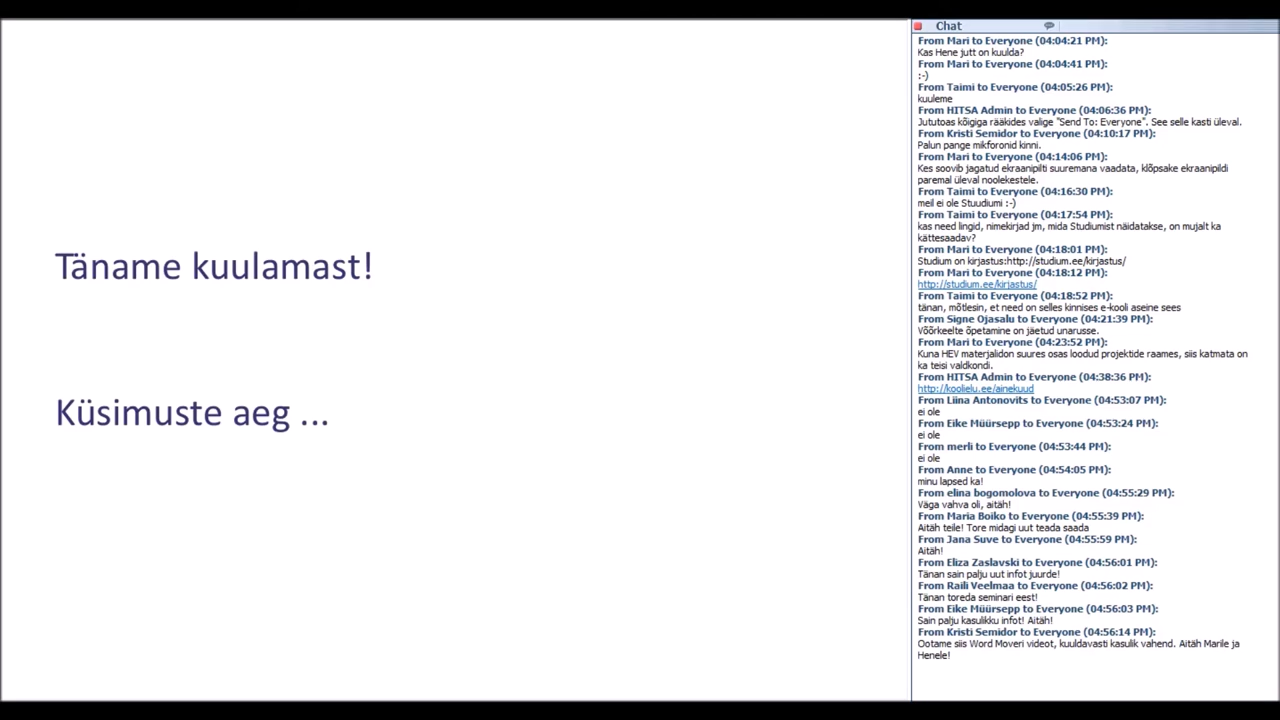 Täname kuulamast!
Küsimuste aeg ...
Chat
From Mari to Everyone (04:04:21 PM):
Kas Hene jutt on kuulda?
From Mari to Everyone (04:04:41 PM):
:-)
From Taimi to Everyone (04:05:26 PM):
kuuleme
From HITSA Admin to Everyone (04:06:36 PM):
Jututoas kõigiga rääkides valige "Send To: Everyone". See selle kasti üleval.
From Kristi Semidor to Everyone (04:10:17 PM):
Palun pange mikforonid kinni.
From Mari to Everyone (04:14:06 PM):
Kes soovib jagatud ekraanipilti suuremana vaadata, klõpsake ekraanipildi
paremal üleval noolekestele.
From Taimi to Everyone (04:16:30 PM):
meil ei ole Stuudiumi :-)
From Taimi to Everyone (04:17:54 PM):
kas need lingid, nimekirjad jm, mida Studiumist näidatakse, on mujalt ka
kättesaadav?
From Mari to Everyone (04:18:01 PM):
Studium on kirjastus:http://studium.ee/kirjastus/
From Mari to Everyone (04:18:12 PM):
http://studium.ee/kirjastus/
From Taimi to Everyone (04:18:52 PM):
tänan, mõtlesin, et need on selles kinnises e-kooli aseine sees
From Signe Ojasalu to Everyone (04:21:39 PM):
Võõrkeelte õpetamine on jäetud unarusse.
From Mari to Everyone (04:23:52 PM):
Kuna HEV materjalidon suures osas loodud projektide raames, siis katmata on
ka teisi valdkondi.
From HITSA Admin to Everyone (04:38:36 PM):
http://koolielu.ee/ainekuud
From Liina Antonovits to Everyone (04:53:07 PM):
ei ole
From Eike Müürsepp to Everyone (04:53:24 PM):
ei ole
From merli to Everyone (04:53:44 PM):
ei ole
From Anne to Everyone (04:54:05 PM):
minu lapsed ka!
From elina bogomolova to Everyone (04:55:29 PM):
Väga vahva oli, aitäh!
From Maria Boiko to Everyone (04:55:39 PM):
Aitäh teile! Tore midagi uut teada saada
From Jana Suve to Everyone (04:55:59 PM):
Aitäh!
From Eliza Zaslavski to Everyone (04:56:01 PM):
Tänan sain palju uut infot juurde!
From Raili Veelmaa to Everyone (04:56:02 PM):
Tänan toreda seminari eest!
From Eike Müürsepp to Everyone (04:56:03 PM):
Sain palju kasulikku infot! Aitäh!
From Kristi Semidor to Everyone (04:56:14 PM):
Ootame siis Word Moveri videot, kuuldavasti kasulik vahend. Aitäh Marile ja
Henele!